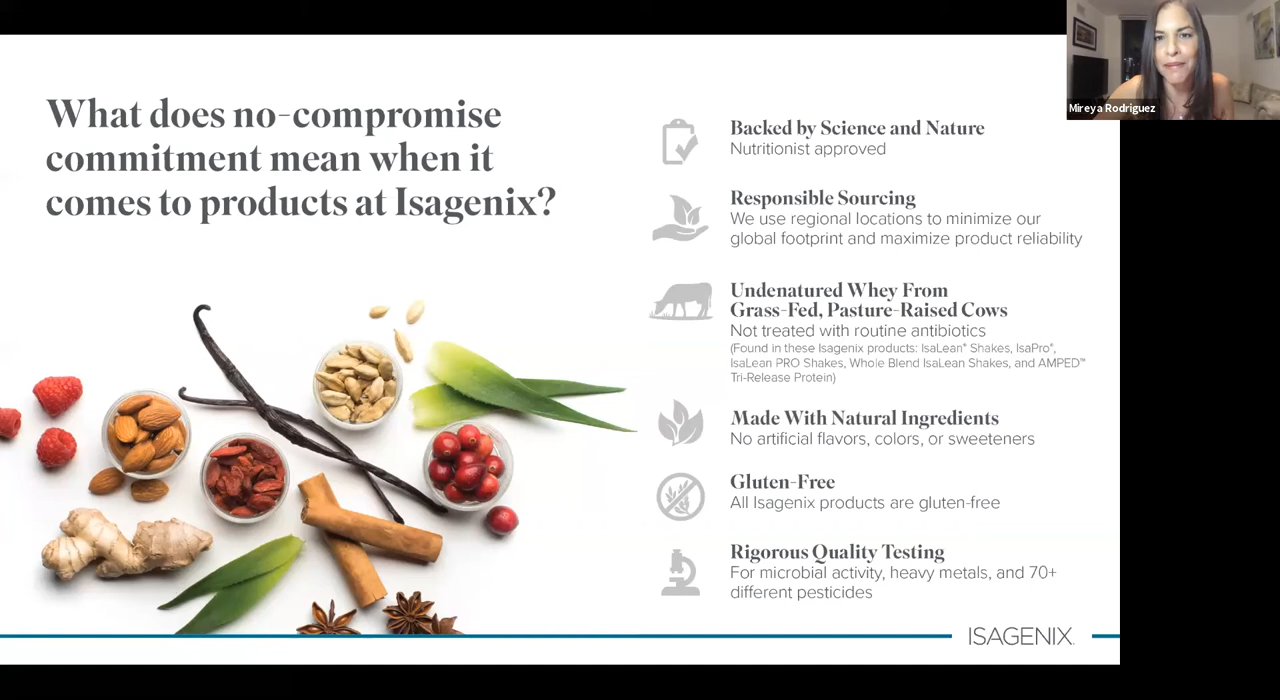 Mireya Rodriguez
What does no-compromise
commitment mean when it
comes to products at Isagenix?
Backed by Science and Nature
Nutritionist approved
Responsible Sourcing
We use regional locations to minimize our
global footprint and maximize product reliability
Undenatured Whey From
Grass-Fed, Pasture-Raised Cows
Not treated with routine antibiotics
(Found in these Isagenix products: IsaLean® Shakes, IsaPro®,
IsaLean PRO Shakes, Whole Blend IsaLean Shakes, and AMPED™
Tri-Release Protein)
Made With Natural Ingredients
No artificial flavors, colors, or sweeteners
Gluten-Free
All Isagenix products are gluten-free
Rigorous Quality Testing
For microbial activity, heavy metals, and 70+
different pesticides
ISAGENIX